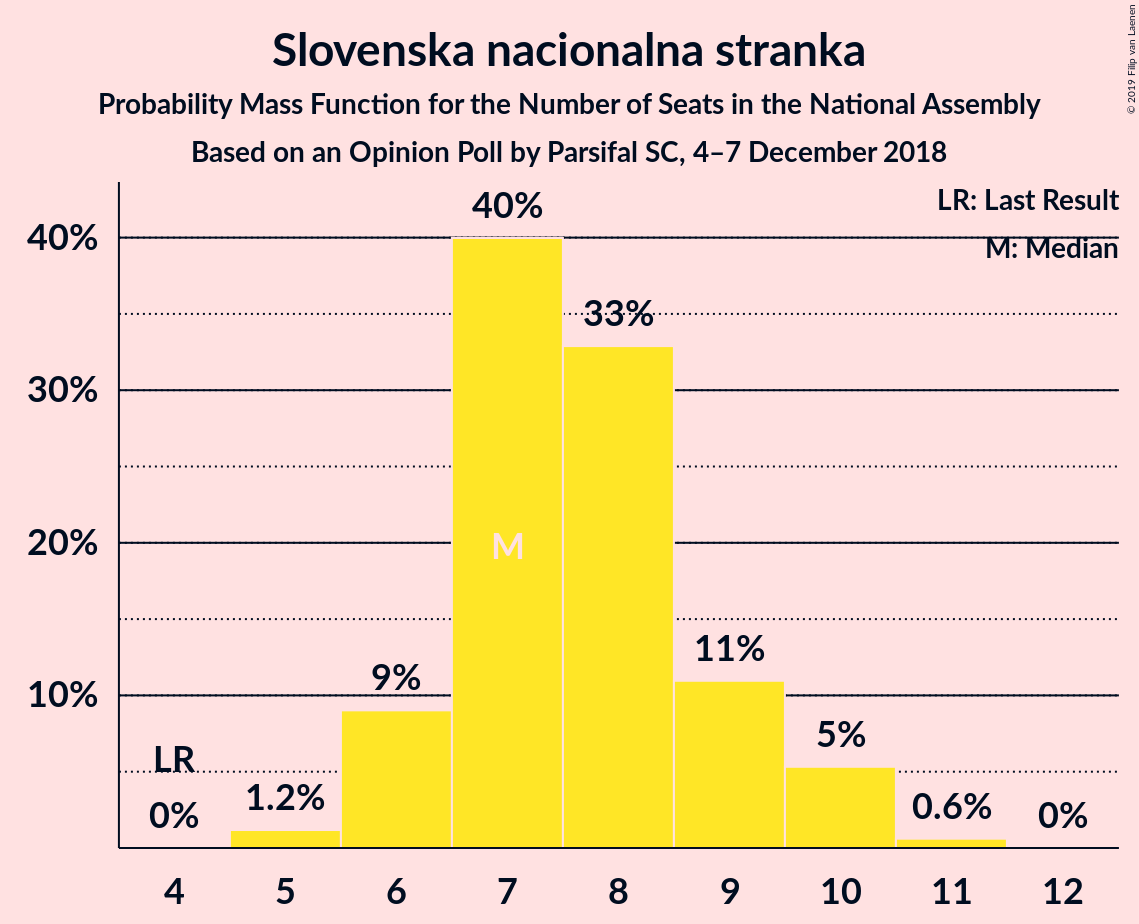 Slovenska nacionalna stranka
Probability Mass Function for the Number of Seats in the National Assembly
Based on an Opinion Poll by Parsifal SC, 4–7 December 2018
© 2019 Filip van Laenen
LR: Last Result
M: Median
40%
30%
20%
10%
LR
0%
1.2%
9%
40%
M
33%
11%
5%
0.6%
0%
4 5 6 7 8 9 10 11 12